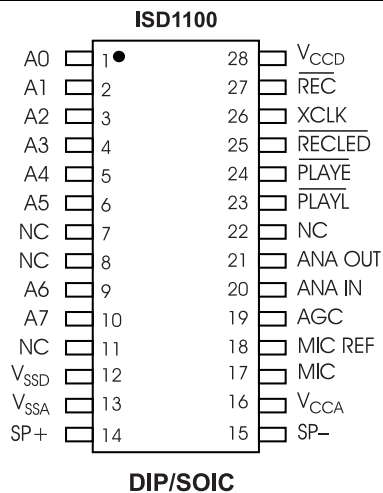 ISD1100
A0 1 28 VCCD
A1 2 27 REC
A2 3 26 XCLK
A3 4 25 RECLED
A4 5 24 PLAYE
A5 6 23 PLAYL
NC 7 22 NC
NC 8 21 ANA OUT
A6 9 20 ANA IN
A7 10 19 AGC
NC 11 18 MIC REF
VSSD 12 17 MIC
VSSA 13 16 VCCA
SP+ 14 15 SP–
DIP/SOIC